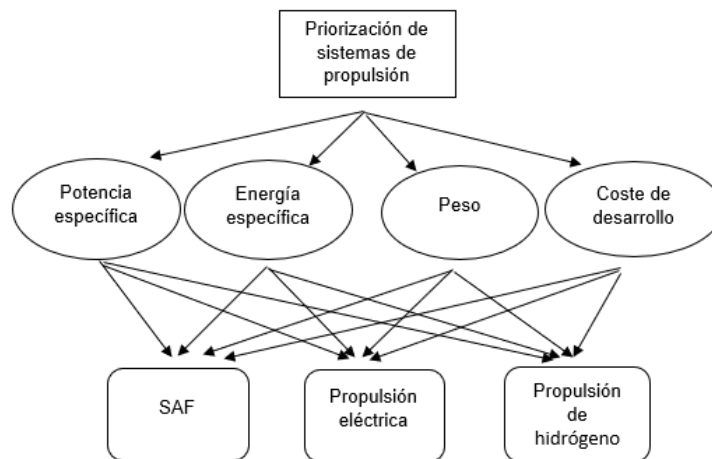 Priorización de
sistemas de
propulsión
Potencia
específica
Energía
específica
Peso
Coste de
desarrollo
SAF
Propulsión
eléctrica
Propulsión
de
hidrógeno